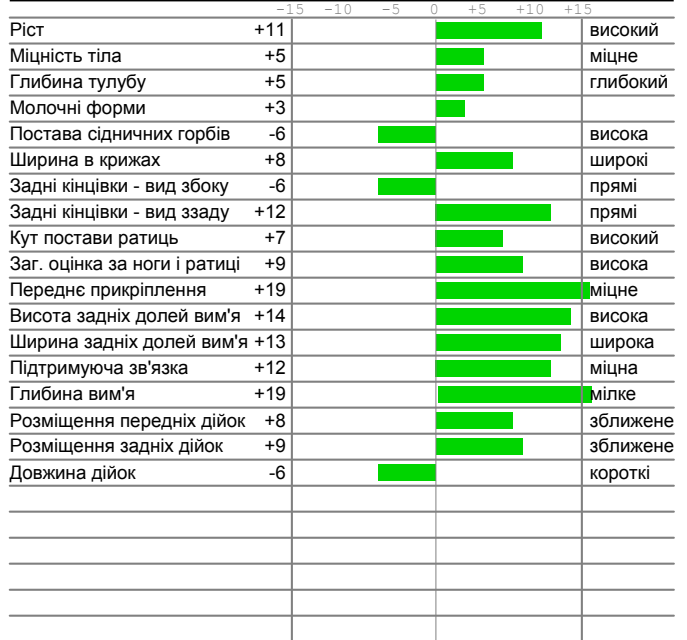 -15 -10 -5 0 +5 +10 +15
Ріст +11 високий
Міцність тіла +5 міцне
Глибина тулубу +5 глибокий
Молочні форми +3
Постава сідничних горбів -6 висока
Ширина в крижах +8 широкі
Задні кінцівки - вид збоку -6 прямі
Задні кінцівки - вид ззаду +12 прямі
Кут постави ратиць +7 високий
Заг. оцінка за ноги і ратиці +9 висока
Переднє прикріплення +19 міцне
Висота задніх долей вим'я +14 висока
Ширина задніх долей вим'я +13 широка
Підтримуюча зв'язка +12 міцна
Глибина вим'я +19 мілке
Розміщення передніх дійок +8 зближене
Розміщення задніх дійок +9 зближене
Довжина дійок -6 короткі